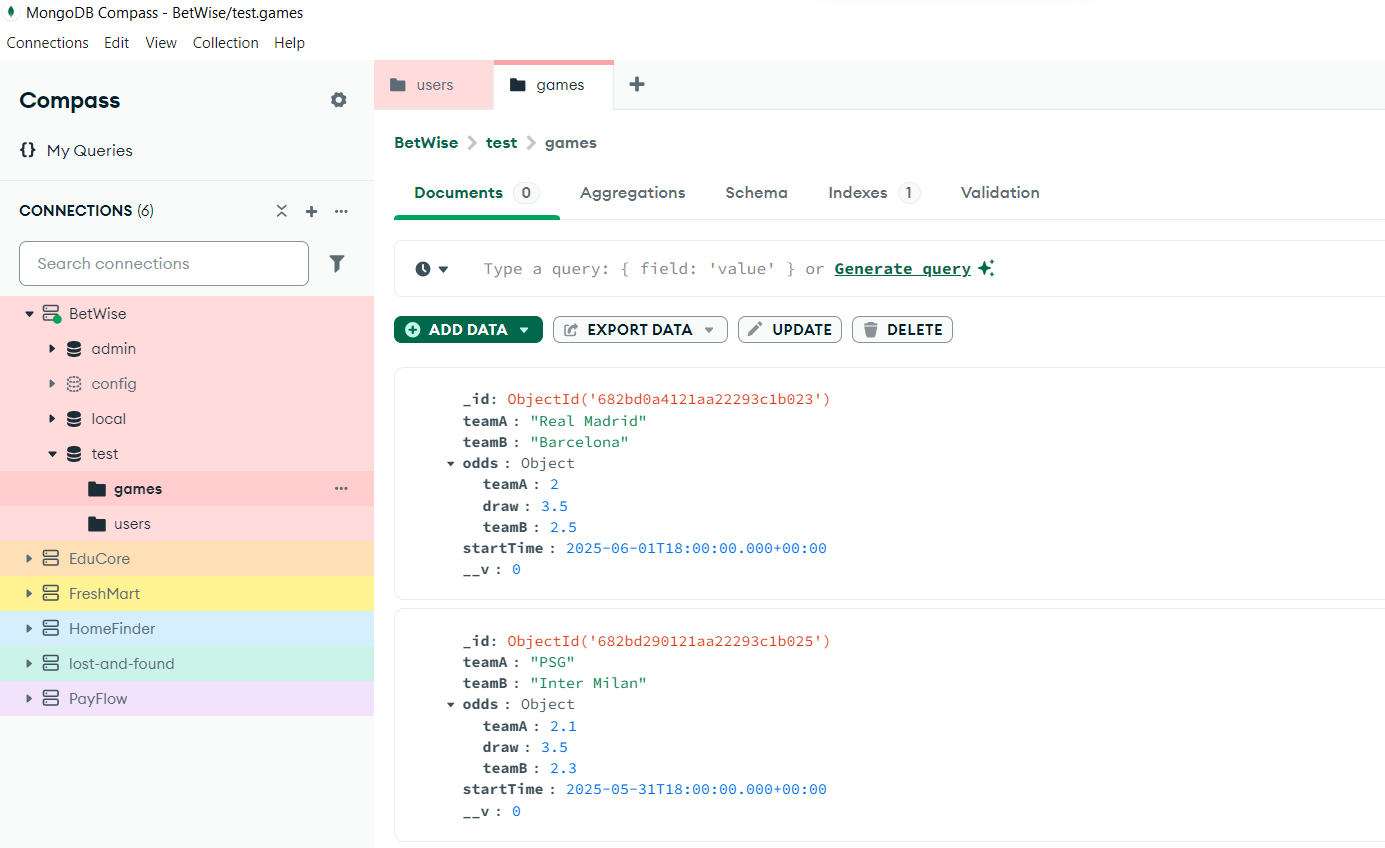 MongoDB Compass - BetWise/test.games
Connections Edit View Collection Help
Compass
{} My Queries
CONNECTIONS (6)
Search connections
BetWise
admin
config
local
test
games
users
EduCore
FreshMart
HomeFinder
lost-and-found
PayFlow
users games
BetWise > test > games
Documents 0 Aggregations Schema Indexes 1 Validation
Type a query: { field: 'value' } or Generate query
ADD DATA EXPORT DATA UPDATE DELETE
_id: ObjectId('682bd0a4121aa22293c1b023')
teamA : "Real Madrid"
teamB : "Barcelona"
odds : Object
teamA : 2
draw : 3.5
teamB : 2.5
startTime : 2025-06-01T18:00:00.000+00:00
__v : 0
_id: ObjectId('682bd290121aa22293c1b025')
teamA : "PSG"
teamB : "Inter Milan"
odds : Object
teamA : 2.1
draw : 3.5
teamB : 2.3
startTime : 2025-05-31T18:00:00.000+00:00
__v : 0